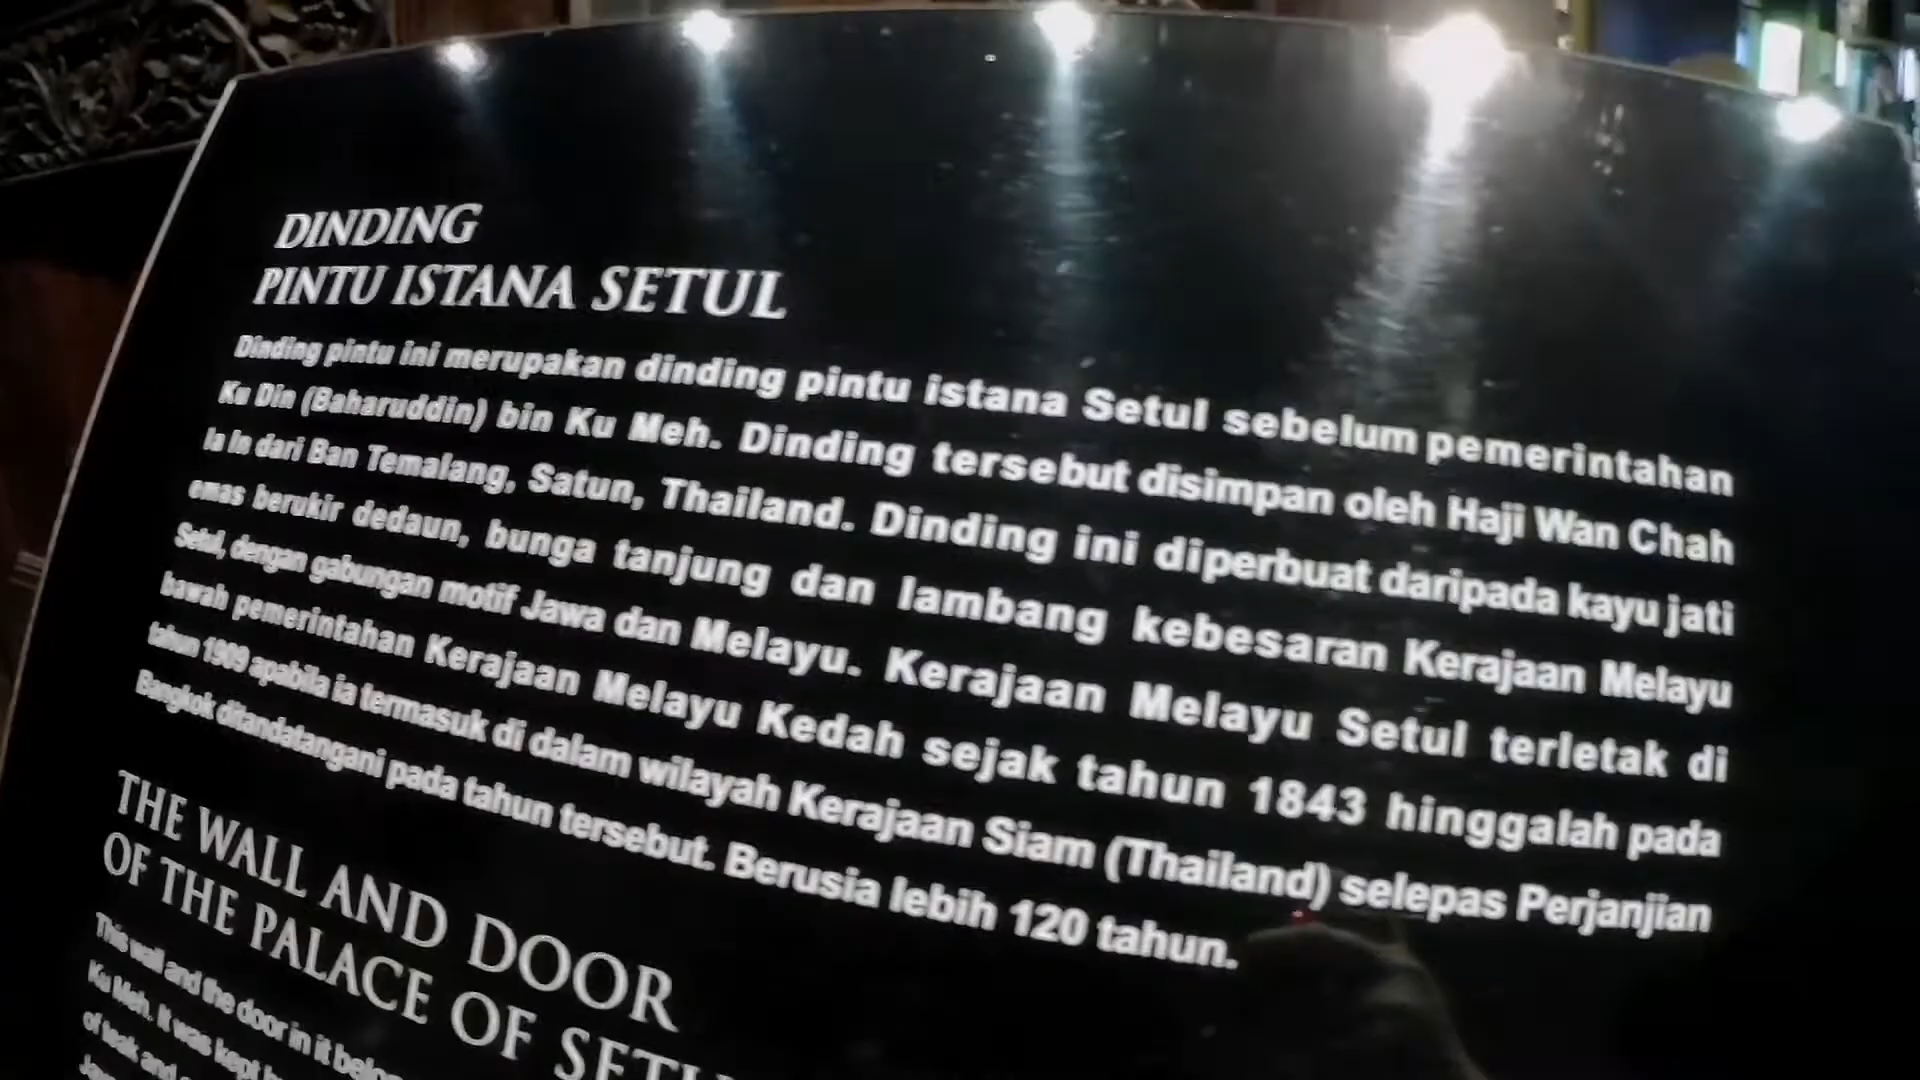 DINDING
PINTU ISTANA SETUL
Dinding pintu ini merupakan dinding pintu istana Setul sebelum pemerintahan
Ku Din (Baharuddin) bin Ku Meh. Dinding tersebut disimpan oleh Haji Wan Chah
Ia In dari Ban Temalang, Satun, Thailand. Dinding ini diperbuat daripada kayu jati
emas berukir dedaun, bunga tanjung dan lambang kebesaran Kerajaan Melayu
Setul, dengan gabungan motif Jawa dan Melayu. Kerajaan Melayu Setul terletak di
bawah pemerintahan Kerajaan Melayu Kedah sejak tahun 1843 hinggalah pada
tahun 1909 apabila ia termasuk di dalam wilayah Kerajaan Siam (Thailand) selepas Perjanjian
Bangkok ditandatangani pada tahun tersebut. Berusia lebih 120 tahun.
THE WALL AND DOOR
OF THE PALACE OF
This wall and the door in it
Ku Meh. It was kept
of teak and